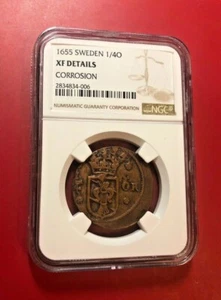 1655 SWEDEN 1/4O
XF DETAILS
CORROSION
2834834-006
NUMISMATIC GUARANTY CORPORATION
NGC